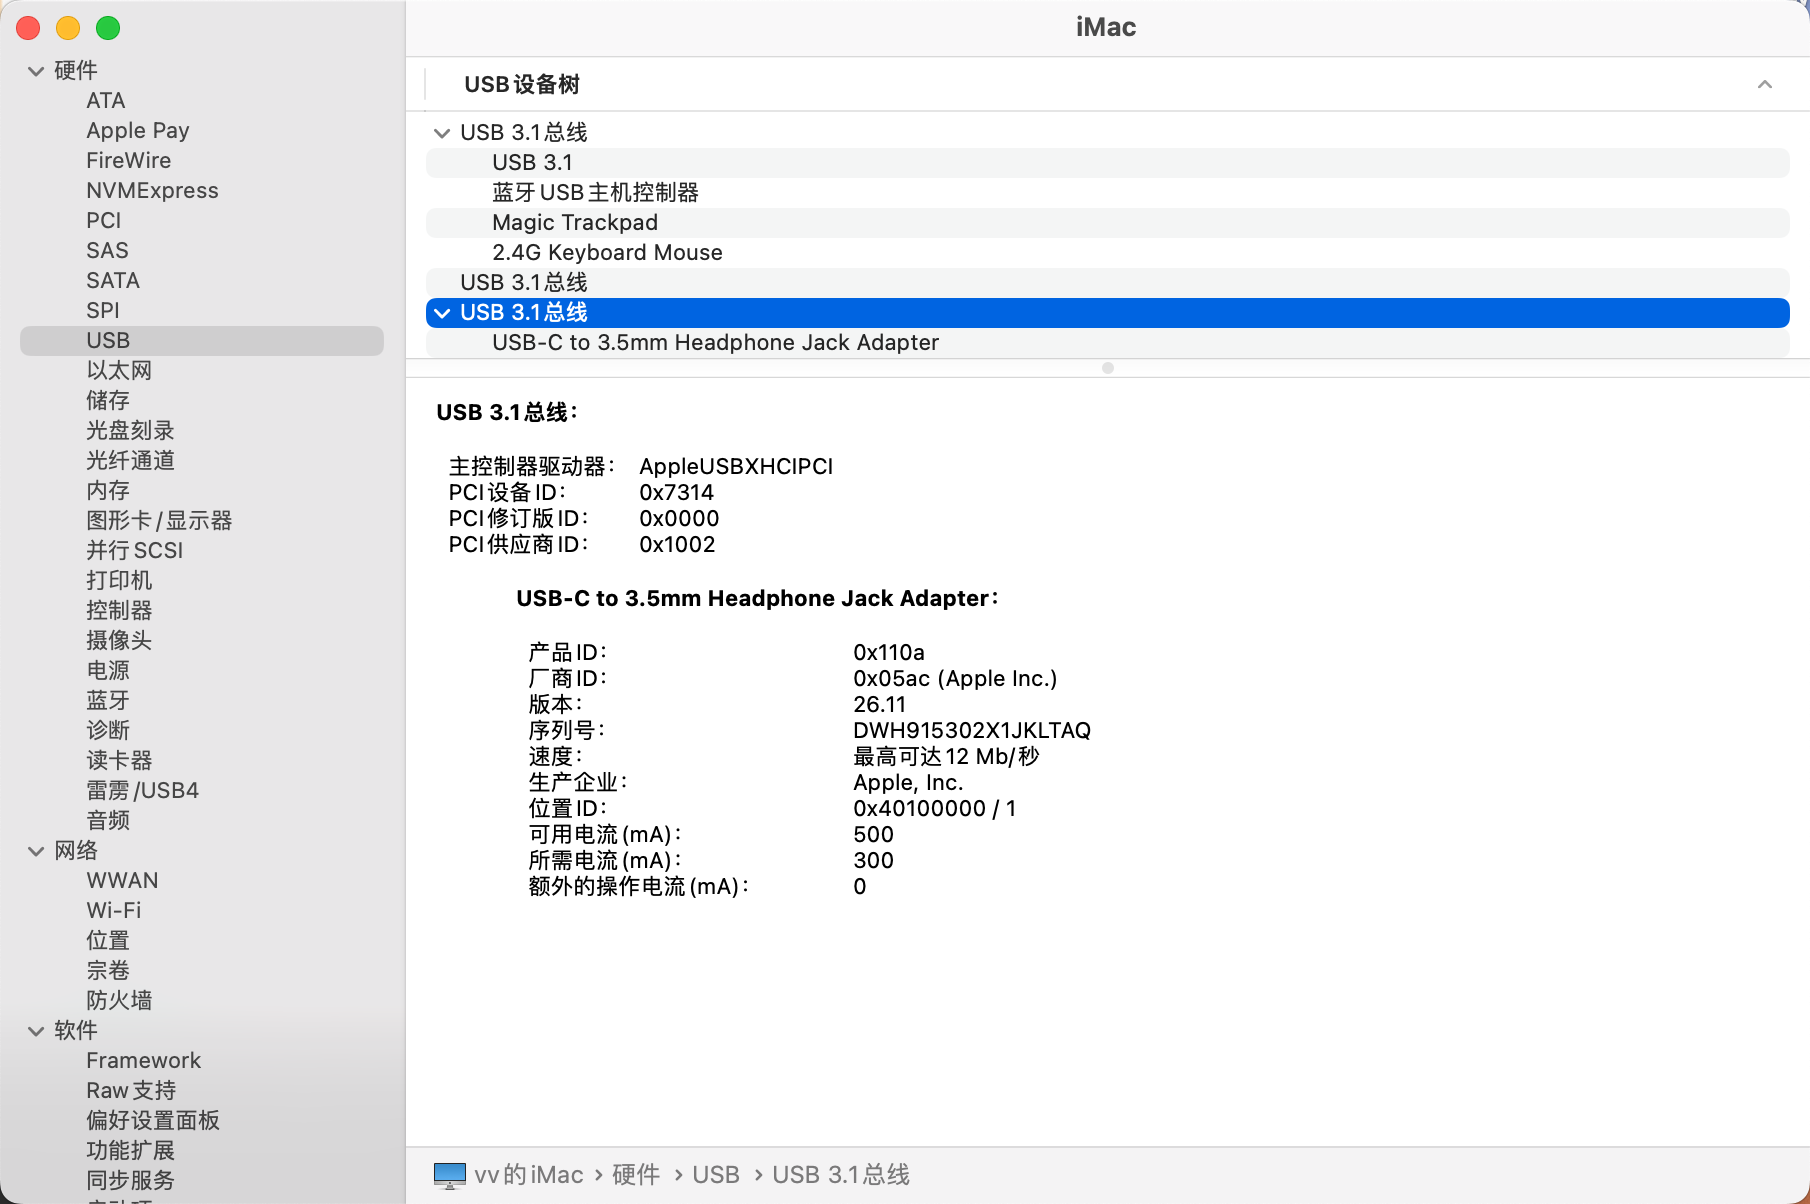 iMac
硬件
ATA
Apple Pay
FireWire
NVMExpress
PCI
SAS
SATA
SPI
USB
以太网
储存
光盘刻录
光纤通道
内存
图形卡/显示器
并行SCSI
打印机
控制器
摄像头
电源
蓝牙
诊断
读卡器
雷雳/USB4
音频
网络
WWAN
Wi-Fi
位置
宗卷
防火墙
软件
Framework
Raw支持
偏好设置面板
功能扩展
同步服务
USB设备树
USB 3.1总线
USB 3.1
蓝牙USB主机控制器
Magic Trackpad
2.4G Keyboard Mouse
USB 3.1总线
USB 3.1总线
USB-C to 3.5mm Headphone Jack Adapter
USB 3.1总线：
主控制器驱动器： AppleUSBXHCIPCI
PCI设备ID： 0x7314
PCI修订版ID： 0x0000
PCI供应商ID： 0x1002
USB-C to 3.5mm Headphone Jack Adapter：
产品ID： 0x110a
厂商ID： 0x05ac (Apple Inc.)
版本： 26.11
序列号： DWH915302X1JKLTAQ
速度： 最高可达12 Mb/秒
生产企业： Apple, Inc.
位置ID： 0x40100000 / 1
可用电流(mA)： 500
所需电流(mA)： 300
额外的操作电流(mA)： 0
vv的iMac › 硬件 › USB › USB 3.1总线